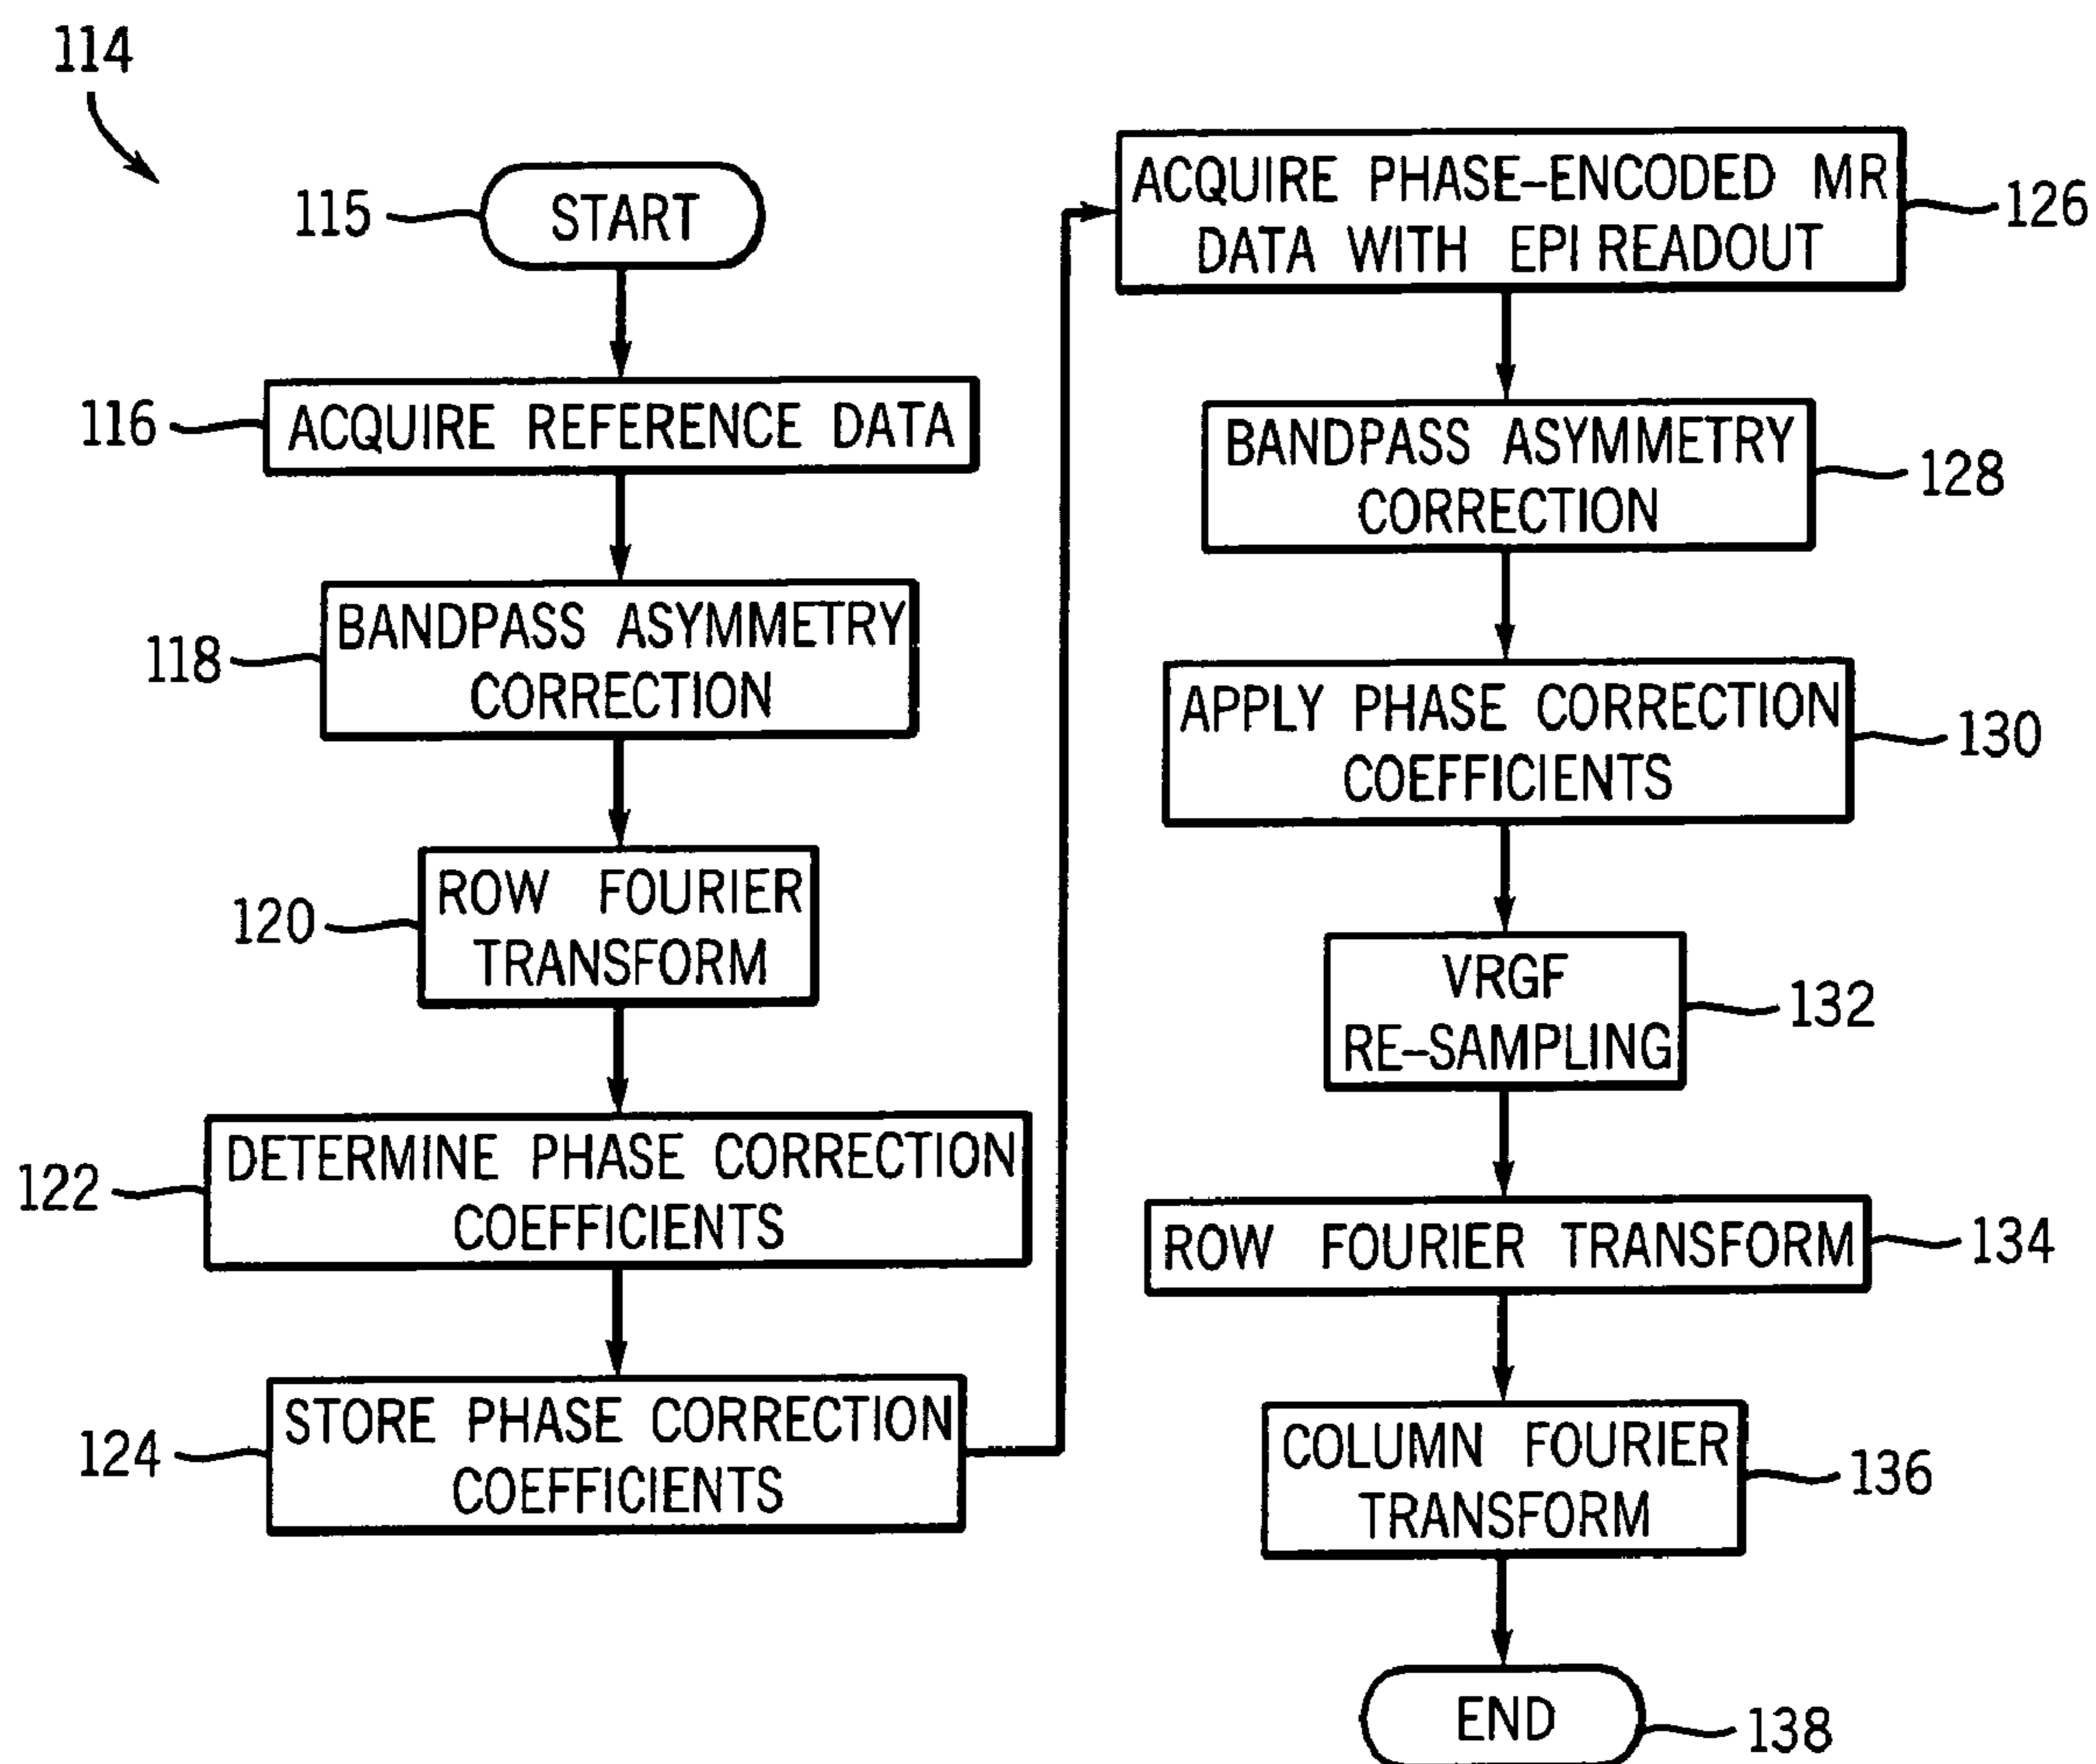 114
115
START
116
ACQUIRE REFERENCE DATA
118
BANDPASS ASYMMETRY
CORRECTION
120
ROW FOURIER
TRANSFORM
122
DETERMINE PHASE CORRECTION
COEFFICIENTS
124
STORE PHASE CORRECTION
COEFFICIENTS
ACQUIRE PHASE-ENCODED MR
DATA WITH EPI READOUT
126
BANDPASS ASYMMETRY
CORRECTION
128
APPLY PHASE CORRECTION
COEFFICIENTS
130
VRGF
RE-SAMPLING
132
ROW FOURIER TRANSFORM
134
COLUMN FOURIER
TRANSFORM
136
END
138